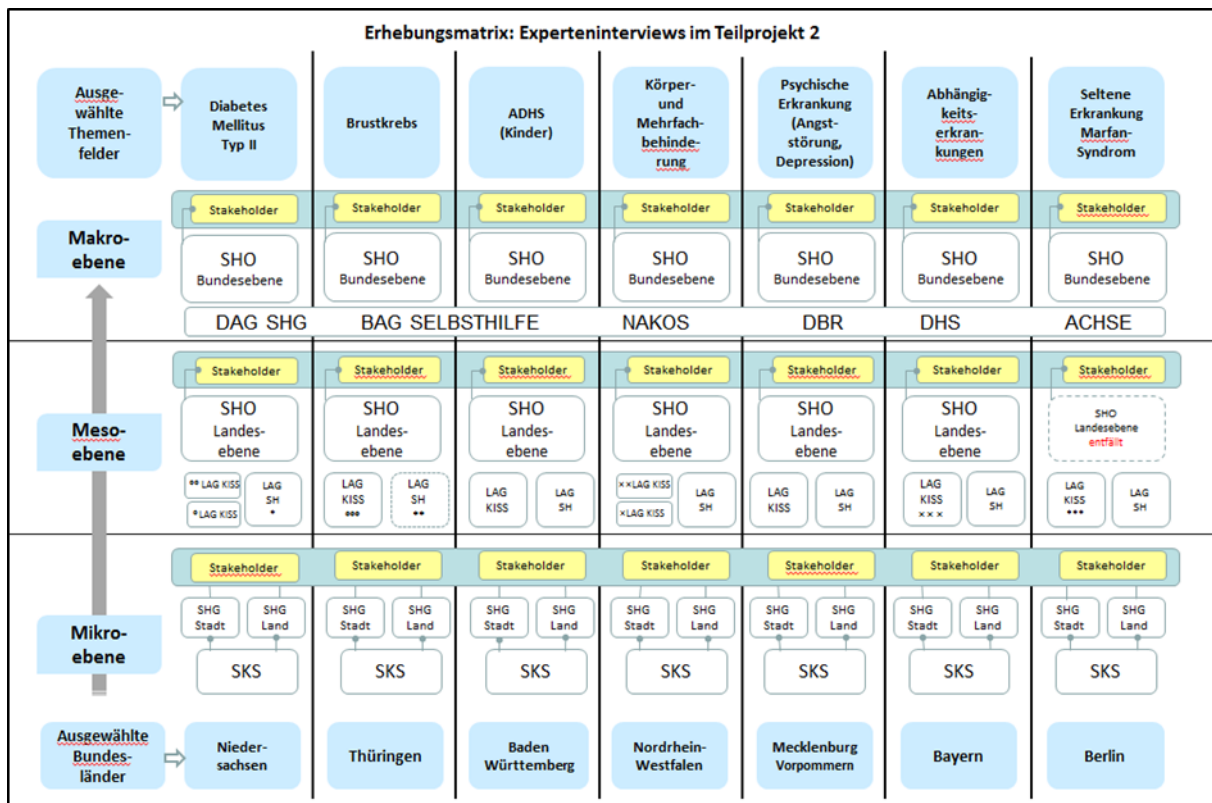 Erhebungsmatrix: Experteninterviews im Teilprojekt 2
Ausge-
wählte
Themen-
felder
Diabetes
Mellitus
Typ II
Brustkrebs
ADHS
(Kinder)
Körper-
und
Mehrfach-
behinde-
rung
Psychische
Erkrankung
(Angst-
störung,
Depression)
Abhängig-
keits-
erkran-
kungen
Seltene
Erkrankung
Marfan-
Syndrom
Makro-
ebene
Stakeholder
Stakeholder
Stakeholder
Stakeholder
Stakeholder
Stakeholder
Stakeholder
SHO
Bundesebene
SHO
Bundesebene
SHO
Bundesebene
SHO
Bundesebene
SHO
Bundesebene
SHO
Bundesebene
SHO
Bundesebene
DAG SHG BAG SELBSTHILFE NAKOS DBR DHS ACHSE
Meso-
ebene
Stakeholder
Stakeholder
Stakeholder
Stakeholder
Stakeholder
Stakeholder
Stakeholder
SHO
Landes-
ebene
SHO
Landes-
ebene
SHO
Landes-
ebene
SHO
Landes-
ebene
SHO
Landes-
ebene
SHO
Landes-
ebene
SHO
Landesebene
entfällt
°° LAG KISS
° LAG KISS
LAG
SH
*
LAG
KISS
°°°
LAG
SH
**
LAG
KISS
LAG
SH
××LAG KISS
×LAG KISS
LAG
SH
LAG
KISS
LAG
SH
LAG
KISS
× × ×
LAG
SH
LAG
KISS
***
LAG
SH
Mikro-
ebene
Stakeholder
Stakeholder
Stakeholder
Stakeholder
Stakeholder
Stakeholder
Stakeholder
SHG
Stadt
SHG
Land
SHG
Stadt
SHG
Land
SHG
Stadt
SHG
Land
SHG
Stadt
SHG
Land
SHG
Stadt
SHG
Land
SHG
Stadt
SHG
Land
SHG
Stadt
SHG
Land
SKS
SKS
SKS
SKS
SKS
SKS
SKS
Ausgewählte
Bundes-
länder
Nieder-
sachsen
Thüringen
Baden
Württemberg
Nordrhein-
Westfalen
Mecklenburg
Vorpommern
Bayern
Berlin